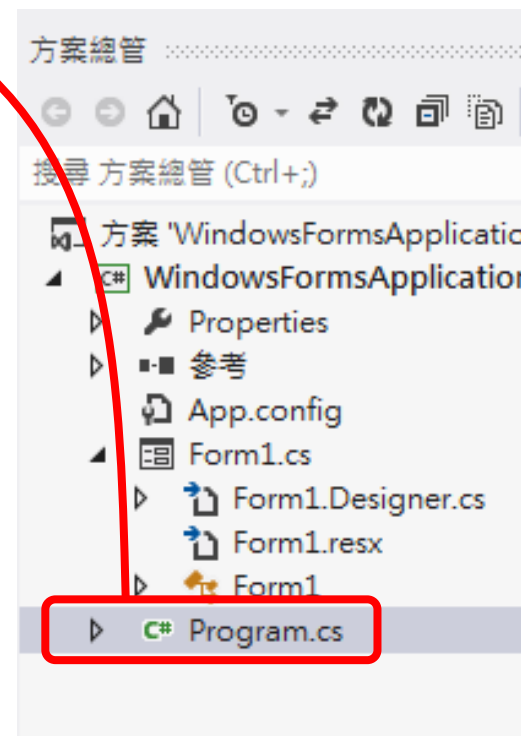 方案總管
搜尋 方案總管 (Ctrl+;)
方案 'WindowsFormsApplicatio
C# WindowsFormsApplication
Properties
參考
App.config
Form1.cs
Form1.Designer.cs
Form1.resx
Form1
C# Program.cs